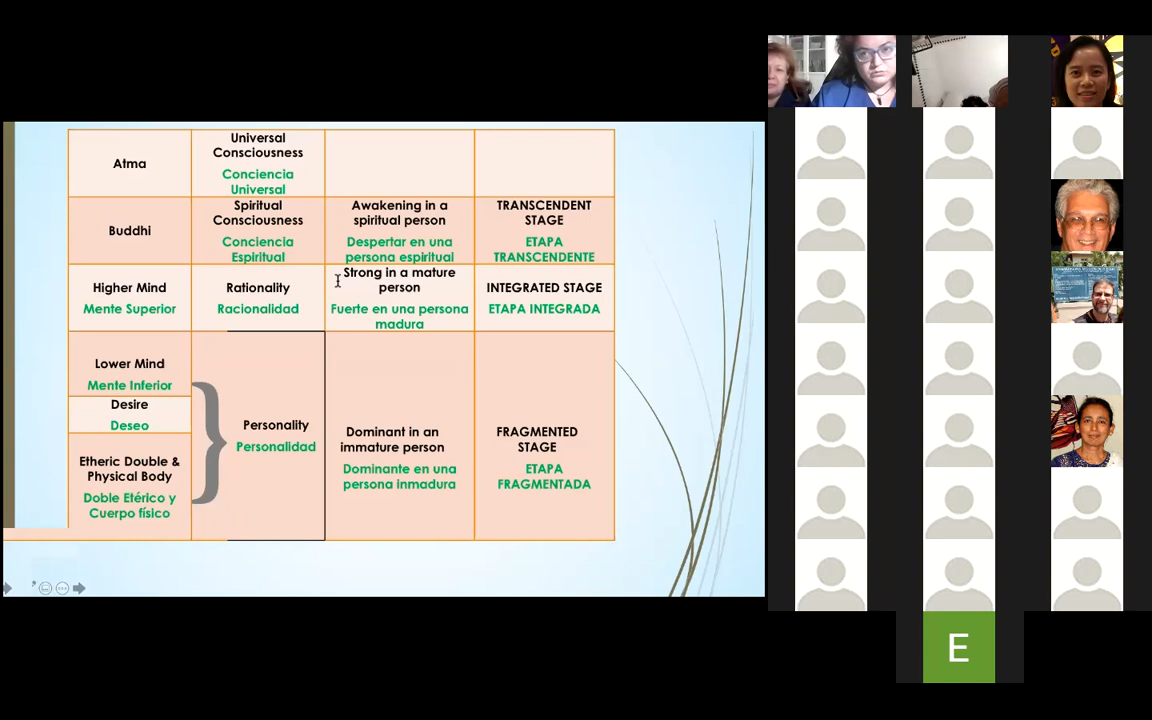 Atma
Universal
Consciousness
Conciencia
Universal
Buddhi
Spiritual
Consciousness
Conciencia
Espiritual
Awakening in a
spiritual person
Despertar en una
persona espiritual
TRANSCENDENT
STAGE
ETAPA
TRANSCENDENTE
Higher Mind
Mente Superior
Rationality
Racionalidad
Strong in a mature
person
Fuerte en una persona
madura
INTEGRATED STAGE
ETAPA INTEGRADA
Lower Mind
Mente Inferior
Desire
Deseo
Etheric Double &
Physical Body
Doble Etérico y
Cuerpo físico
Personality
Personalidad
Dominant in an
immature person
Dominante en una
persona inmadura
FRAGMENTED
STAGE
ETAPA
FRAGMENTADA
E